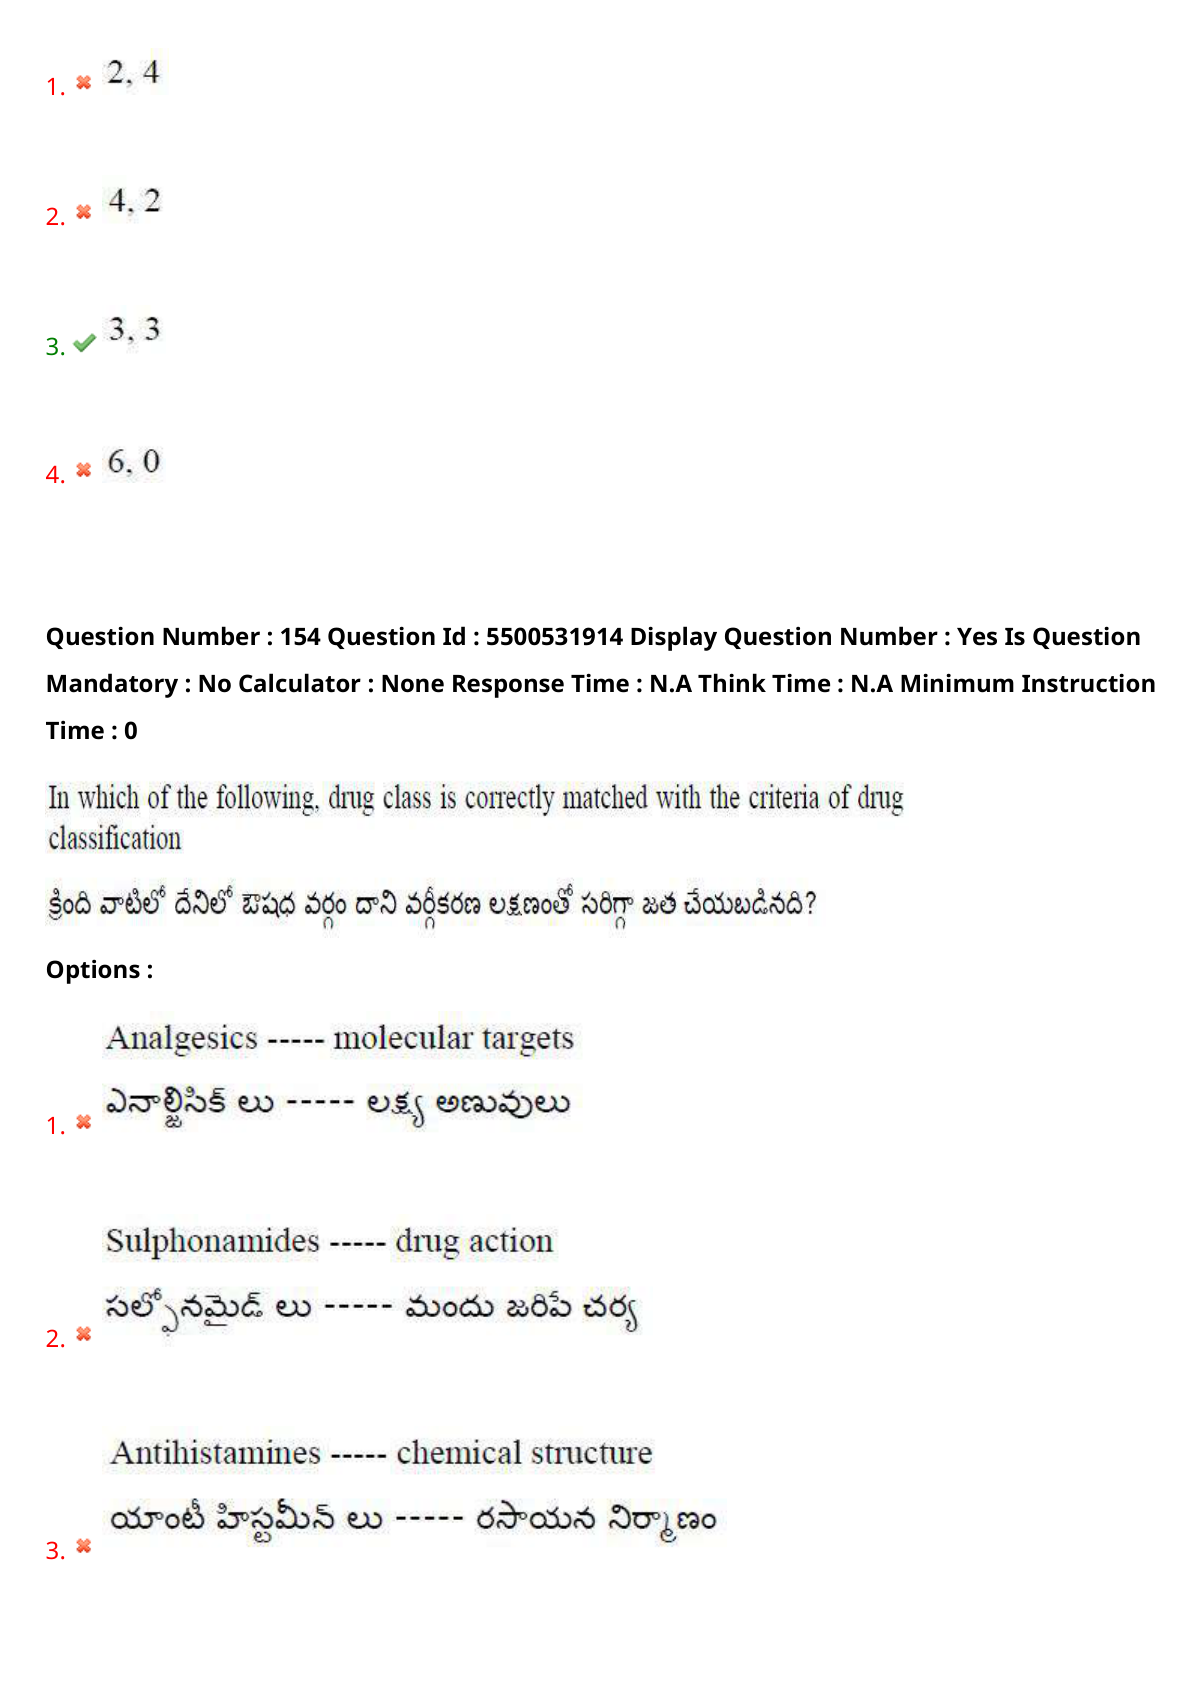 1. 2, 4
2. 4, 2
3. 3, 3
4. 6, 0
Question Number : 154 Question Id : 5500531914 Display Question Number : Yes Is Question
Mandatory : No Calculator : None Response Time : N.A Think Time : N.A Minimum Instruction
Time : 0
In which of the following, drug class is correctly matched with the criteria of drug
classification
క్రింది వాటిలో దేనిలో ఔషధ వర్గం దాని వర్గీకరణ లక్షణంతో సరిగ్గా జత చేయబడినది?
Options :
Analgesics ----- molecular targets
ఎనాల్జిసిక్ లు ----- లక్ష్య అణువులు
1.
Sulphonamides ----- drug action
సల్ఫోనమైడ్ లు ----- మందు జరిపే చర్య
2.
Antihistamines ----- chemical structure
యాంటీ హిస్టమీన్ లు ----- రసాయన నిర్మాణం
3.